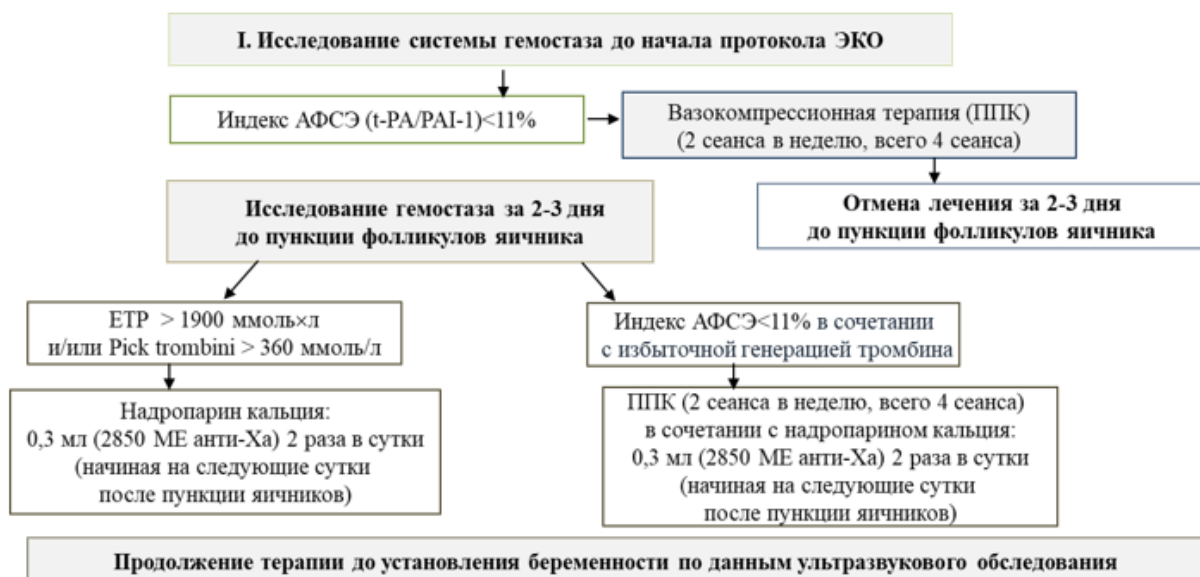 I. Исследование системы гемостаза до начала протокола ЭКО
Индекс АФСЭ (t-PA/PAI-1)<11%
Вазокомпрессионная терапия (ППК)
(2 сеанса в неделю, всего 4 сеанса)
Отмена лечения за 2-3 дня
до пункции фолликулов яичника
Исследование гемостаза за 2-3 дня
до пункции фолликулов яичника
ЕТР > 1900 ммоль×л
и/или Pick trombini > 360 ммоль/л
Индекс АФСЭ<11% в сочетании
с избыточной генерацией тромбина
Надропарин кальция:
0,3 мл (2850 МЕ анти-Ха) 2 раза в сутки
(начиная на следующие сутки
после пункции яичников)
ППК (2 сеанса в неделю, всего 4 сеанса)
в сочетании с надропарином кальция:
0,3 мл (2850 МЕ анти-Ха) 2 раза в сутки
(начиная на следующие сутки
после пункции яичников)
Продолжение терапии до установления беременности по данным ультразвукового обследования